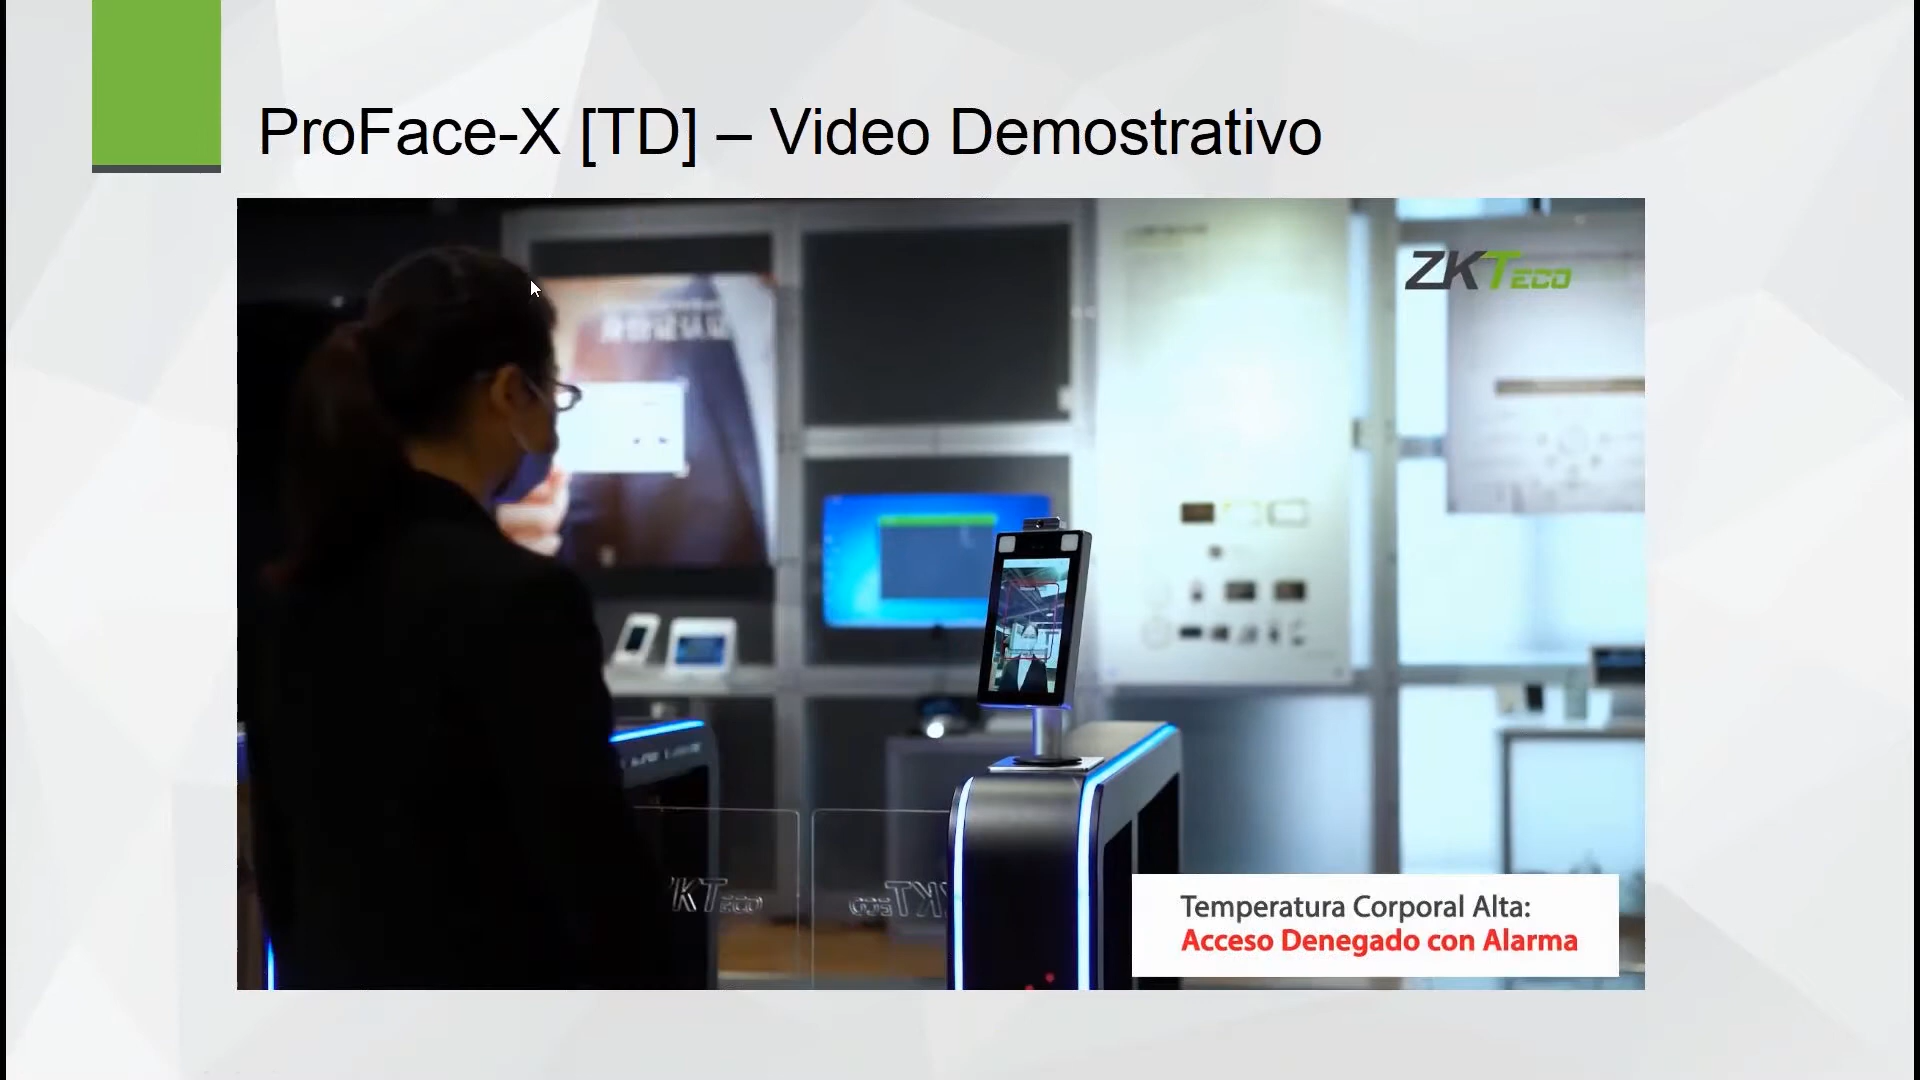 ProFace-X [TD] – Video Demostrativo
ZKTECO
Temperatura Corporal Alta:
Acceso Denegado con Alarma